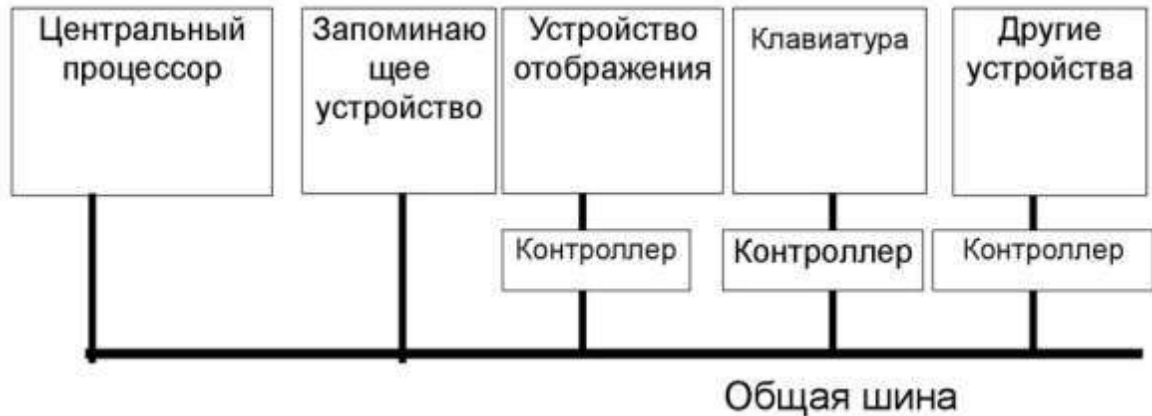 Центральный
процессор
Запоминаю
щее
устройство
Устройство
отображения
Клавиатура
Другие
устройства
Контроллер
Контроллер
Контроллер
Общая шина